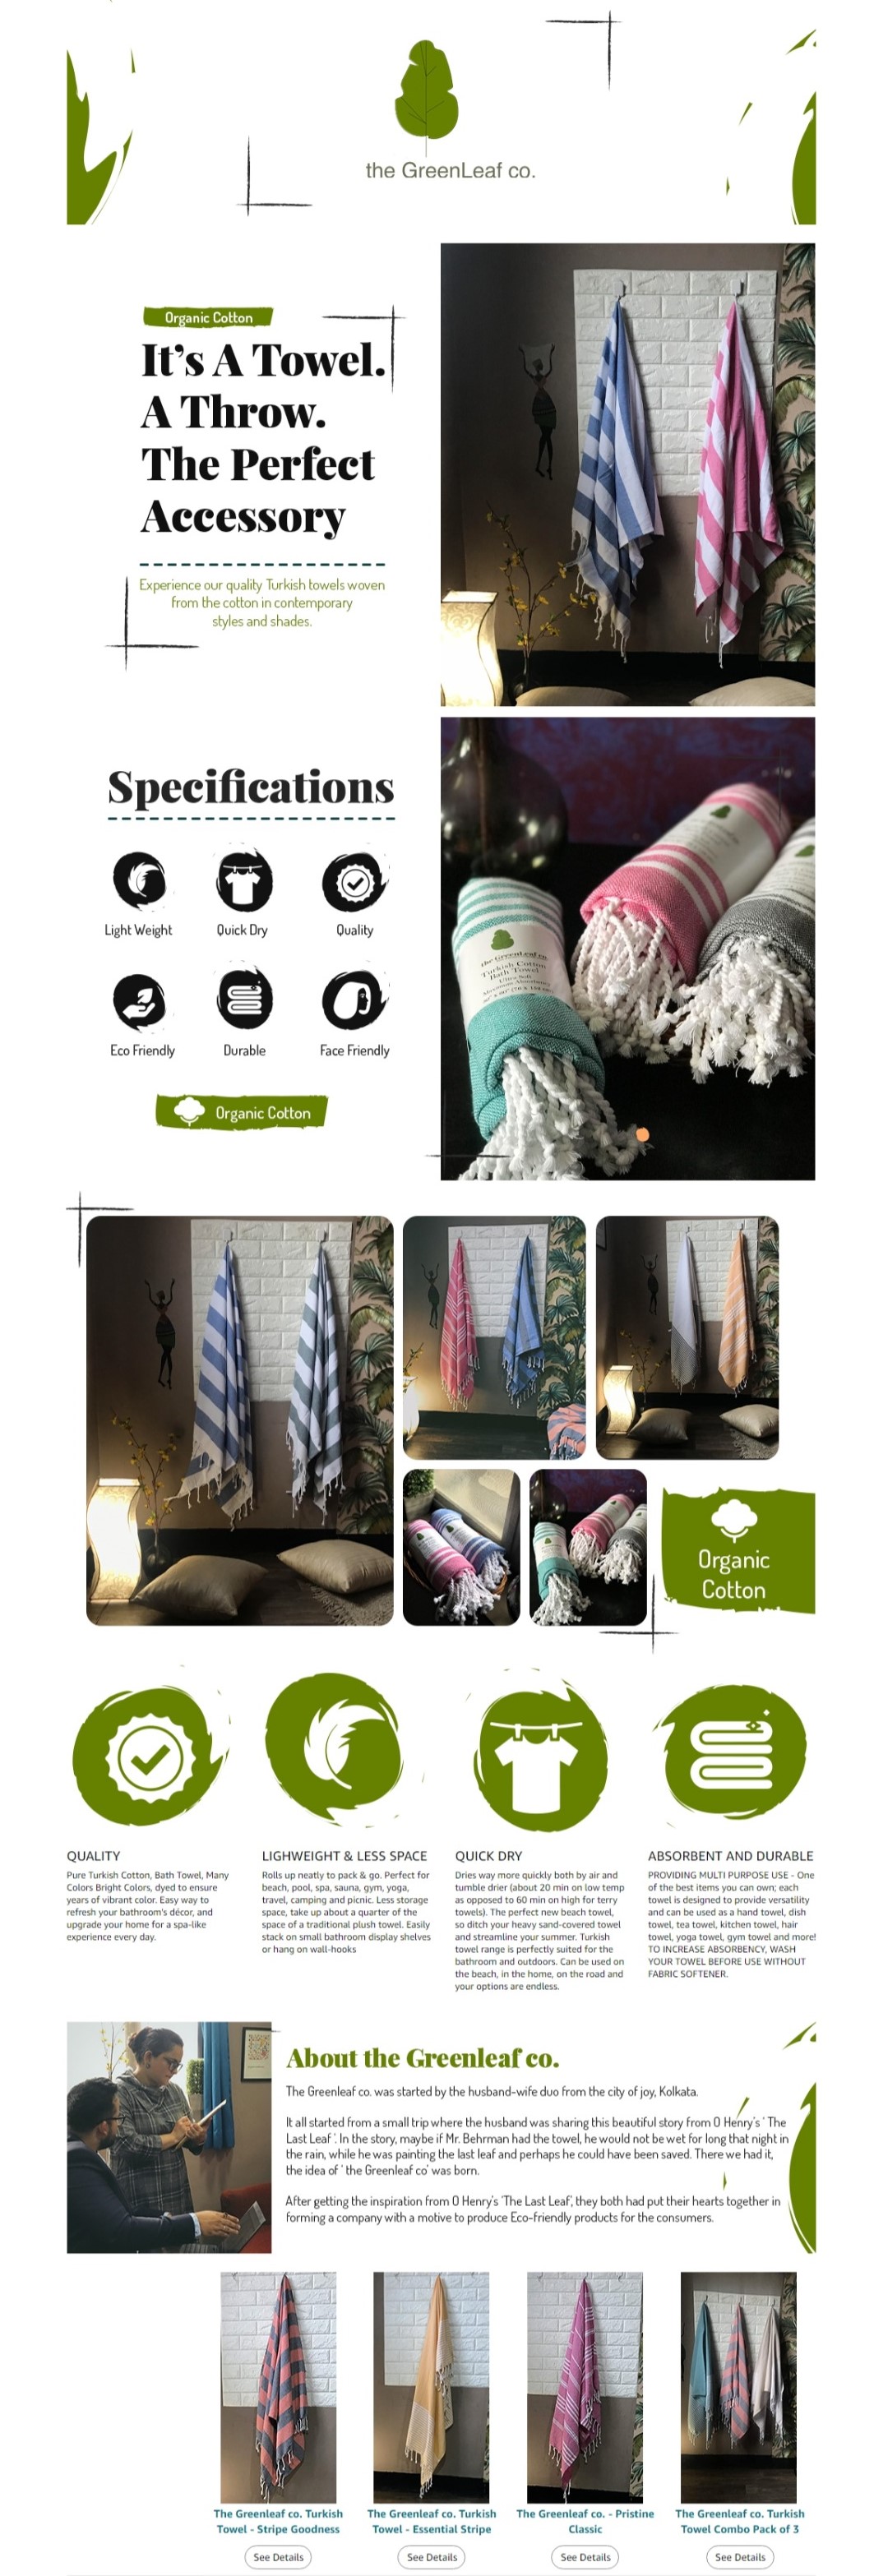 the GreenLeaf co.
Organic Cotton
It's A Towel.
A Throw.
The Perfect
Accessory
Experience our quality Turkish towels woven
from the cotton in contemporary
styles and shades.
Specifications
Light Weight
Quick Dry
Quality
Eco Friendly
Durable
Face Friendly
Organic Cotton
the GreenLeaf co.
Turkish Cotton
Bath Towel
Organic
Cotton
QUALITY
Pure Turkish Cotton, Bath Towel, Many
Colors Bright Colors, dyed to ensure
years of vibrant color. Easy way to
refresh your bathroom's décor, and
upgrade your home for a spa-like
experience every day.
LIGHWEIGHT & LESS SPACE
Rolls up neatly to pack & go. Perfect for
beach, pool, spa, sauna, gym, yoga,
travel, camping and picnic. Less storage
space, take up about a quarter of the
space of a traditional plush towel. Easily
stack on small bathroom display shelves
or hang on wall-hooks
QUICK DRY
Dries way more quickly both by air and
tumble drier (about 20 min on low temp
as opposed to 60 min on high for terry
towels). The perfect new beach towel,
so ditch your heavy sand-covered towel
and streamline your summer. Turkish
towel range is perfectly suited for the
bathroom and outdoors. Can be used on
the beach, in the home, on the road and
your options are endless.
ABSORBENT AND DURABLE
PROVIDING MULTI PURPOSE USE - One
of the best items you can own; each
towel is designed to provide versatility
and can be used as a hand towel, dish
towel, tea towel, kitchen towel, hair
towel, yoga towel, gym towel and more!
TO INCREASE ABSORBENCY, WASH
YOUR TOWEL BEFORE USE WITHOUT
FABRIC SOFTENER.
About the Greenleaf co.
The Greenleaf co. was started by the husband-wife duo from the city of joy, Kolkata.
It all started from a small trip where the husband was sharing this beautiful story from O Henry's ' The
Last Leaf '. In the story, maybe if Mr. Behrman had the towel, he would not be wet for long that night in
the rain, while he was painting the last leaf and perhaps he could have been saved. There we had it,
the idea of ' the Greenleaf co' was born.
After getting the inspiration from O Henry's 'The Last Leaf', they both had put their hearts together in
forming a company with a motive to produce Eco-friendly products for the consumers.
The Greenleaf co. Turkish
Towel - Stripe Goodness
See Details
The Greenleaf co. Turkish
Towel - Essential Stripe
See Details
The Greenleaf co. - Pristine
Classic
See Details
The Greenleaf co. Turkish
Towel Combo Pack of 3
See Details